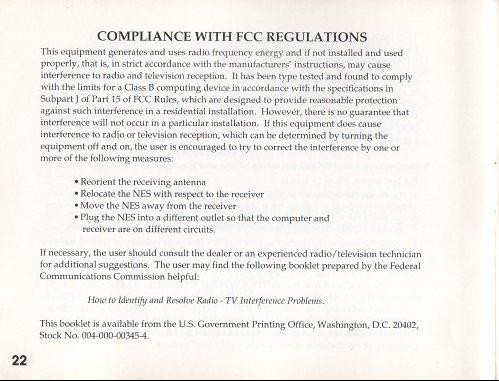 COMPLIANCE WITH FCC REGULATIONS
This equipment generates and uses radio frequency energy and if not installed and used
properly, that is, in strict accordance with the manufacturers' instructions, may cause
interference to radio and television reception. It has been type tested and found to comply
with the limits for a Class B computing device in accordance with the specifications in
Subpart J of Part 15 of FCC Rules, which are designed to provide reasonable protection
against such interference in a residential installation. However, there is no guarantee that
interference will not occur in a particular installation. If this equipment does cause
interference to radio or television reception, which can be determined by turning the
equipment off and on, the user is encouraged to try to correct the interference by one or
more of the following measures:
• Reorient the receiving antenna
• Relocate the NES with respect to the receiver
• Move the NES away from the receiver
• Plug the NES into a different outlet so that the computer and
receiver are on different circuits.
If necessary, the user should consult the dealer or an experienced radio/television technician
for additional suggestions. The user may find the following booklet prepared by the Federal
Communications Commission helpful:
How to Identify and Resolve Radio - TV Interference Problems.
This booklet is available from the U.S. Government Printing Office, Washington, D.C. 20402,
Stock No. 004-000-00345-4.
22